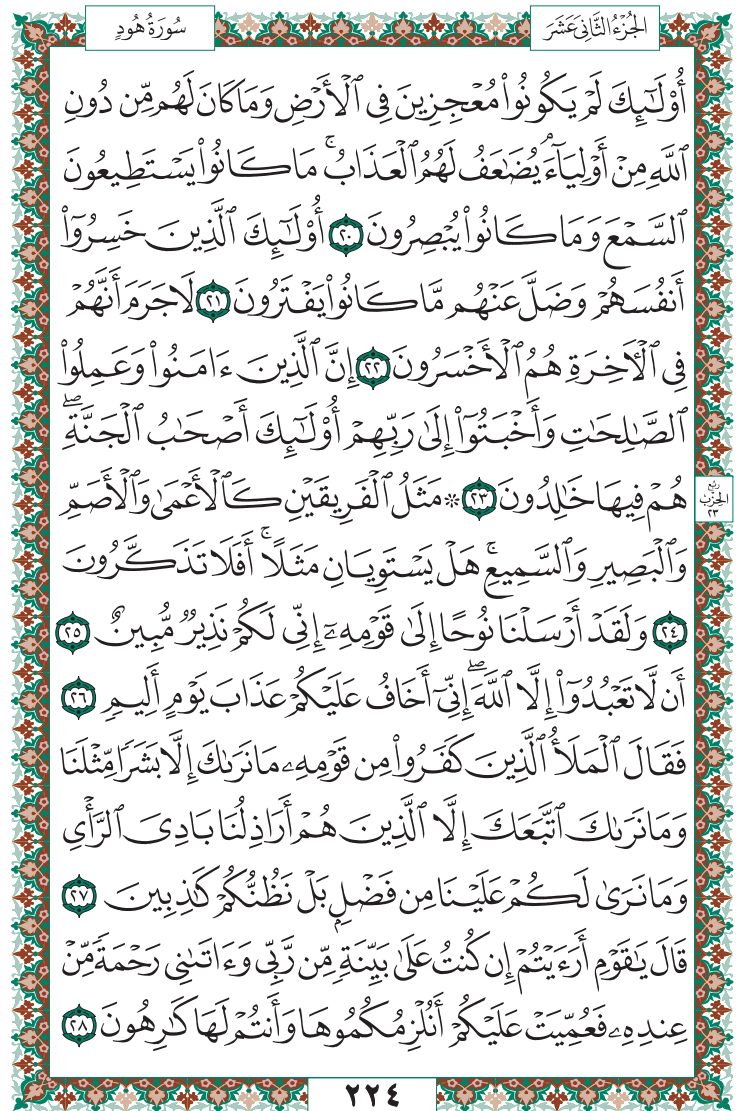 الجُزْءُ الثَّانِي عَشَرَ
سُورَةُ هُودٍ
أُوْلَٰٓئِكَ لَمْ يَكُونُواْ مُعْجِزِينَ فِي ٱلْأَرْضِ وَمَا كَانَ لَهُم مِّن دُونِ
ٱللَّهِ مِنْ أَوْلِيَآءَۘ يُضَٰعَفُ لَهُمُ ٱلْعَذَابُۚ مَا كَانُواْ يَسْتَطِيعُونَ
ٱلسَّمْعَ وَمَا كَانُواْ يُبْصِرُونَ ٢٠ أُوْلَٰٓئِكَ ٱلَّذِينَ خَسِرُوٓاْ
أَنفُسَهُمْ وَضَلَّ عَنْهُم مَّا كَانُواْ يَفْتَرُونَ ٢١ لَا جَرَمَ أَنَّهُمْ
فِي ٱلْأٓخِرَةِ هُمُ ٱلْأَخْسَرُونَ ٢٢ إِنَّ ٱلَّذِينَ ءَامَنُواْ وَعَمِلُواْ
ٱلصَّٰلِحَٰتِ وَأَخْبَتُوٓاْ إِلَىٰ رَبِّهِمْ أُوْلَٰٓئِكَ أَصْحَٰبُ ٱلْجَنَّةِۖ
هُمْ فِيهَا خَٰلِدُونَ ٢٣ ۞ مَثَلُ ٱلْفَرِيقَيْنِ كَٱلْأَعْمَىٰ وَٱلْأَصَمِّ
رُبع
الحِزْب
٢٣
وَٱلْبَصِيرِ وَٱلسَّمِيعِۚ هَلْ يَسْتَوِيَانِ مَثَلًاۚ أَفَلَا تَذَكَّرُونَ
٢٤ وَلَقَدْ أَرْسَلْنَا نُوحًا إِلَىٰ قَوْمِهِۦٓ إِنِّي لَكُمْ نَذِيرٌ مُّبِينٌ ٢٥
أَن لَّا تَعْبُدُوٓاْ إِلَّا ٱللَّهَۖ إِنِّيٓ أَخَافُ عَلَيْكُمْ عَذَابَ يَوْمٍ أَلِيمٍ ٢٦
فَقَالَ ٱلْمَلَأُ ٱلَّذِينَ كَفَرُواْ مِن قَوْمِهِۦ مَا نَرَىٰكَ إِلَّا بَشَرًا مِّثْلَنَا
وَمَا نَرَىٰكَ ٱتَّبَعَكَ إِلَّا ٱلَّذِينَ هُمْ أَرَاذِلُنَا بَادِيَ ٱلرَّأْيِ
وَمَا نَرَىٰ لَكُمْ عَلَيْنَا مِن فَضْلٍۭ بَلْ نَظُنُّكُمْ كَٰذِبِينَ ٢٧
قَالَ يَٰقَوْمِ أَرَءَيْتُمْ إِن كُنتُ عَلَىٰ بَيِّنَةٍ مِّن رَّبِّي وَءَاتَىٰنِي رَحْمَةً مِّنْ
عِندِهِۦ فَعُمِّيَتْ عَلَيْكُمْ أَنُلْزِمُكُمُوهَا وَأَنتُمْ لَهَا كَٰرِهُونَ ٢٨
٢٢٤